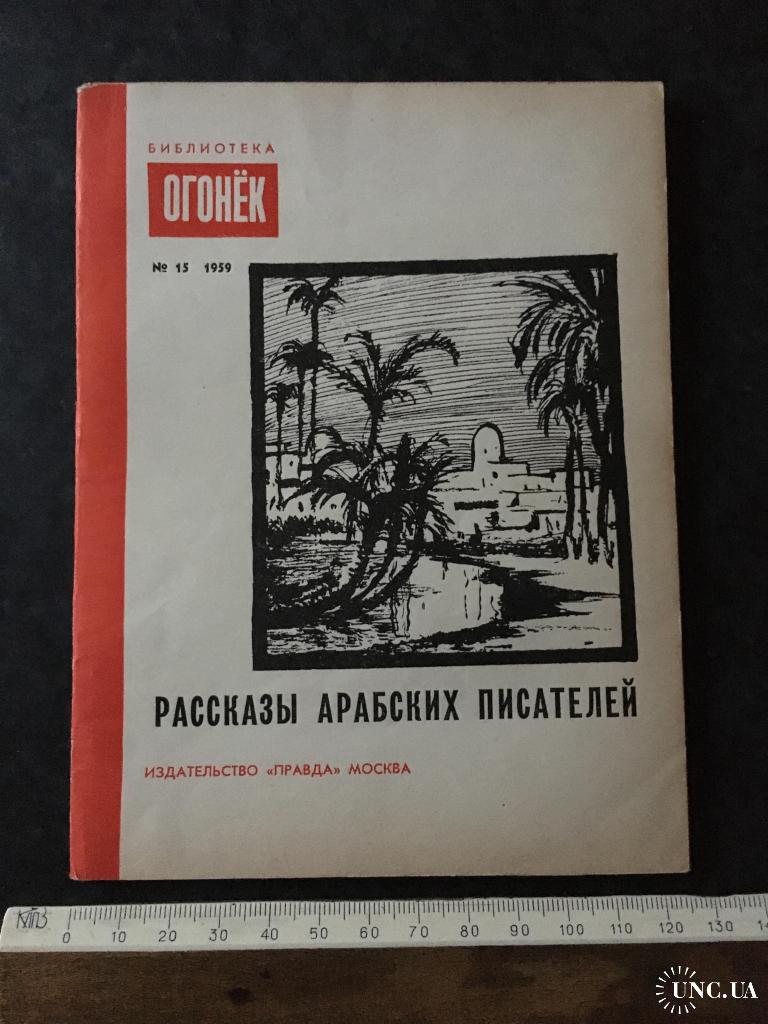 БИБЛИОТЕКА
ОГОНЁК
№ 15 1959
РАССКАЗЫ АРАБСКИХ ПИСАТЕЛЕЙ
ИЗДАТЕЛЬСТВО «ПРАВДА» МОСКВА
0 10 20 30 40 50 60 70 80 90 100 110 120 130
UNC.UA